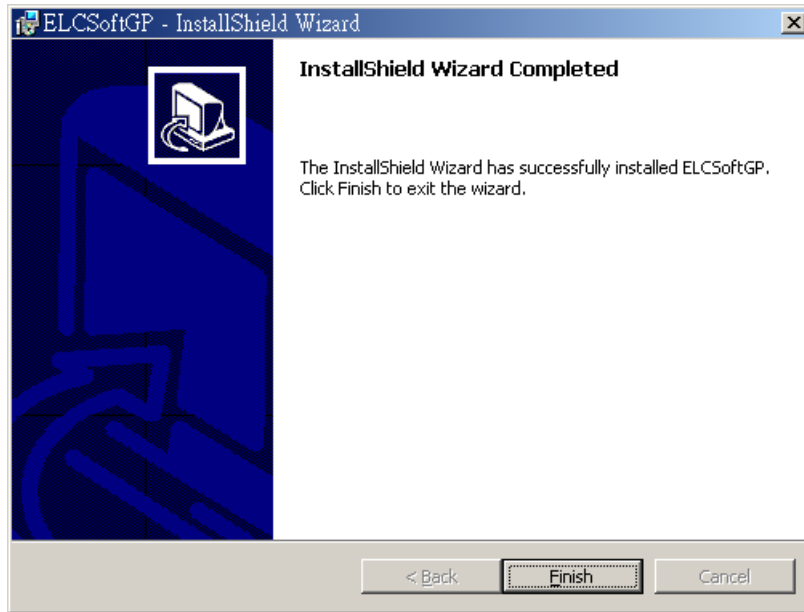 ELCSoftGP - InstallShield Wizard
InstallShield Wizard Completed
The InstallShield Wizard has successfully installed ELCSoftGP.
Click Finish to exit the wizard.
< Back Finish Cancel